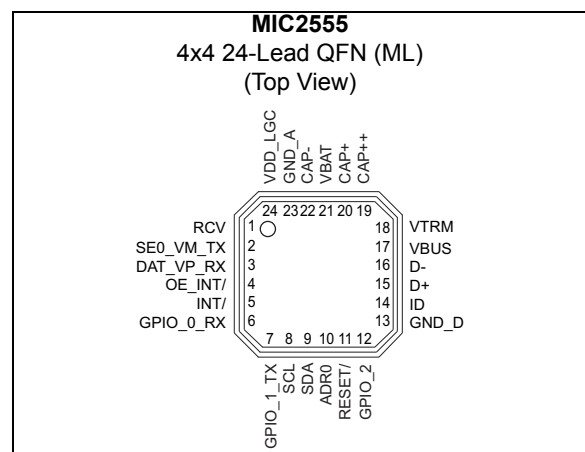 MIC2555
4x4 24-Lead QFN (ML)
(Top View)
VDD_LGC
GND_A
CAP-
VBAT
CAP+
CAP++
24 23 22 21 20 19
RCV 1
SE0_VM_TX 2
DAT_VP_RX 3
OE_INT/ 4
INT/ 5
GPIO_0_RX 6
18 VTRM
17 VBUS
16 D-
15 D+
14 ID
13 GND_D
7 8 9 10 11 12
GPIO_1_TX
SCL
SDA
ADR0
RESET/
GPIO_2